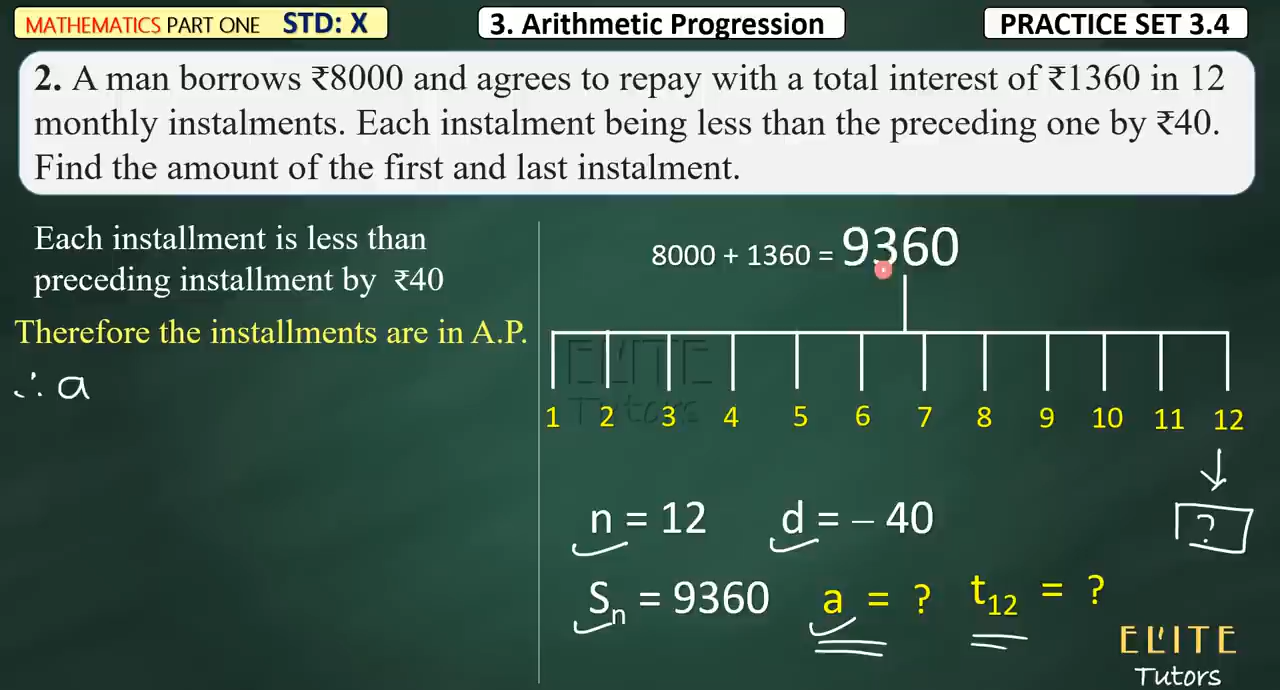 MATHEMATICS PART ONE STD: X
3. Arithmetic Progression
PRACTICE SET 3.4
2. A man borrows ₹8000 and agrees to repay with a total interest of ₹1360 in 12
monthly instalments. Each instalment being less than the preceding one by ₹40.
Find the amount of the first and last instalment.
Each installment is less than
preceding installment by ₹40
Therefore the installments are in A.P.
∴ a
8000 + 1360 = 9360
ELITE
Tutors
1 2 3 4 5 6 7 8 9 10 11 12
?
n = 12 d = – 40
Sn = 9360 a = ? t12 = ?
ELITE
Tutors